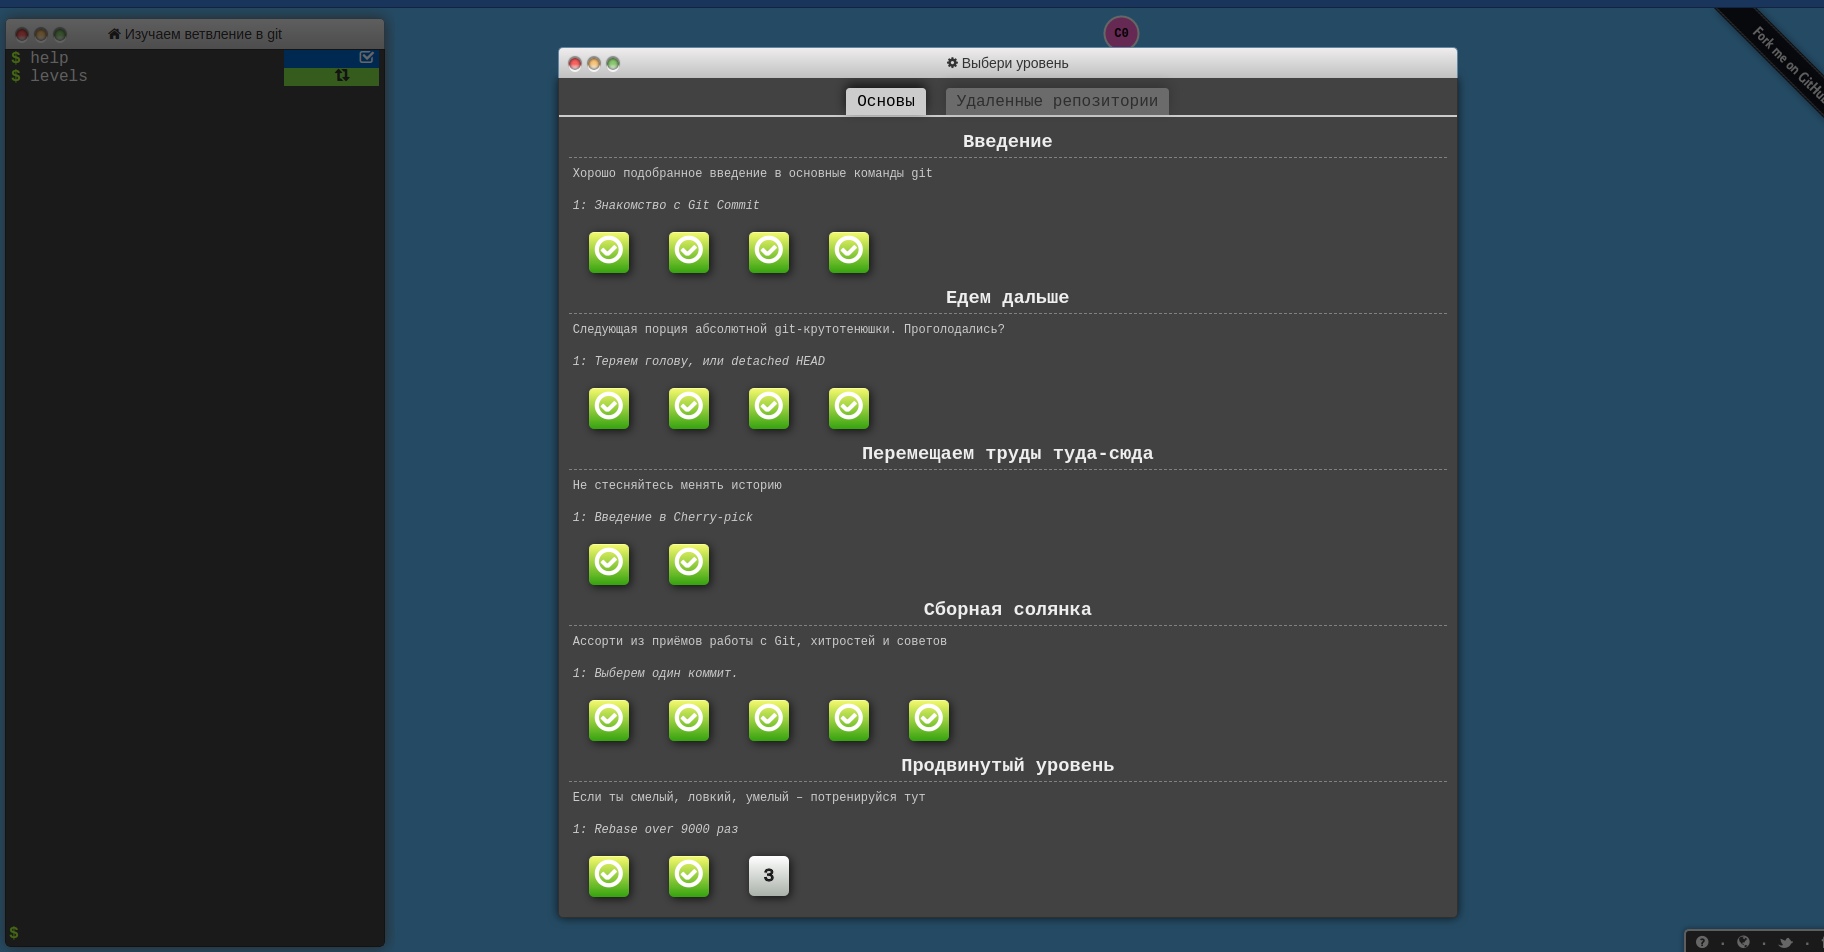 Изучаем ветвление в git
$ help
$ levels
$
C0
Fork me on GitHub
Выбери уровень
Основы
Удаленные репозитории
Введение
Хорошо подобранное введение в основные команды git
1: Знакомство с Git Commit
Едем дальше
Следующая порция абсолютной git-крутотенюшки. Проголодались?
1: Теряем голову, или detached HEAD
Перемещаем труды туда-сюда
Не стесняйтесь менять историю
1: Введение в Cherry-pick
Сборная солянка
Ассорти из приёмов работы с Git, хитростей и советов
1: Выберем один коммит.
Продвинутый уровень
Если ты смелый, ловкий, умелый – потренируйся тут
1: Rebase over 9000 раз
3